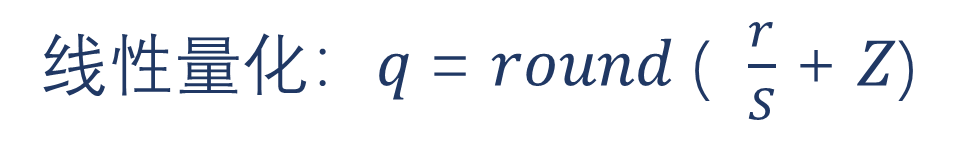 线性量化：q = round ( r/S + Z)